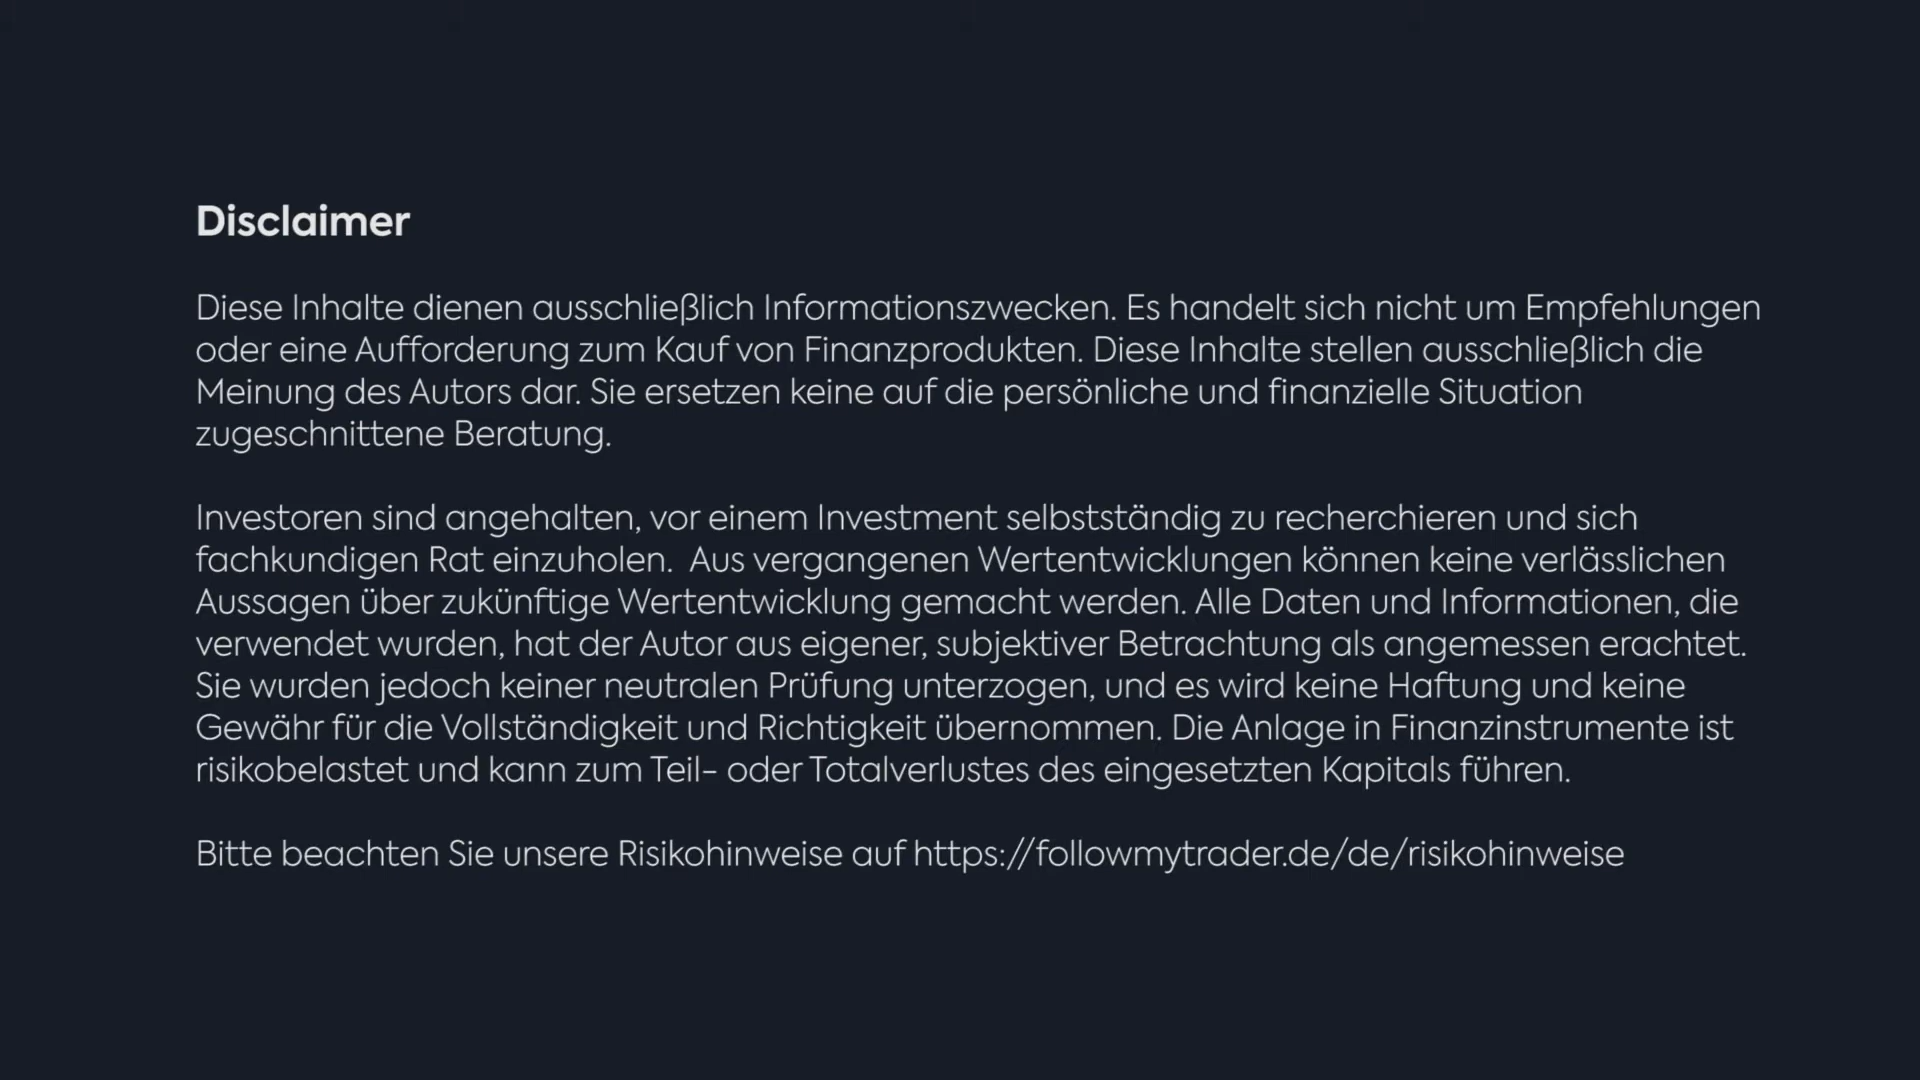 Disclaimer
Diese Inhalte dienen ausschließlich Informationszwecken. Es handelt sich nicht um Empfehlungen
oder eine Aufforderung zum Kauf von Finanzprodukten. Diese Inhalte stellen ausschließlich die
Meinung des Autors dar. Sie ersetzen keine auf die persönliche und finanzielle Situation
zugeschnittene Beratung.
Investoren sind angehalten, vor einem Investment selbstständig zu recherchieren und sich
fachkundigen Rat einzuholen.  Aus vergangenen Wertentwicklungen können keine verlässlichen
Aussagen über zukünftige Wertentwicklung gemacht werden. Alle Daten und Informationen, die
verwendet wurden, hat der Autor aus eigener, subjektiver Betrachtung als angemessen erachtet.
Sie wurden jedoch keiner neutralen Prüfung unterzogen, und es wird keine Haftung und keine
Gewähr für die Vollständigkeit und Richtigkeit übernommen. Die Anlage in Finanzinstrumente ist
risikobelastet und kann zum Teil- oder Totalverlustes des eingesetzten Kapitals führen.
Bitte beachten Sie unsere Risikohinweise auf https://followmytrader.de/de/risikohinweise